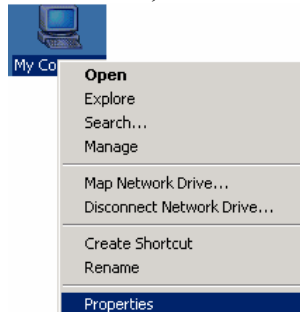 My Co
Open
Explore
Search...
Manage
Map Network Drive...
Disconnect Network Drive...
Create Shortcut
Rename
Properties